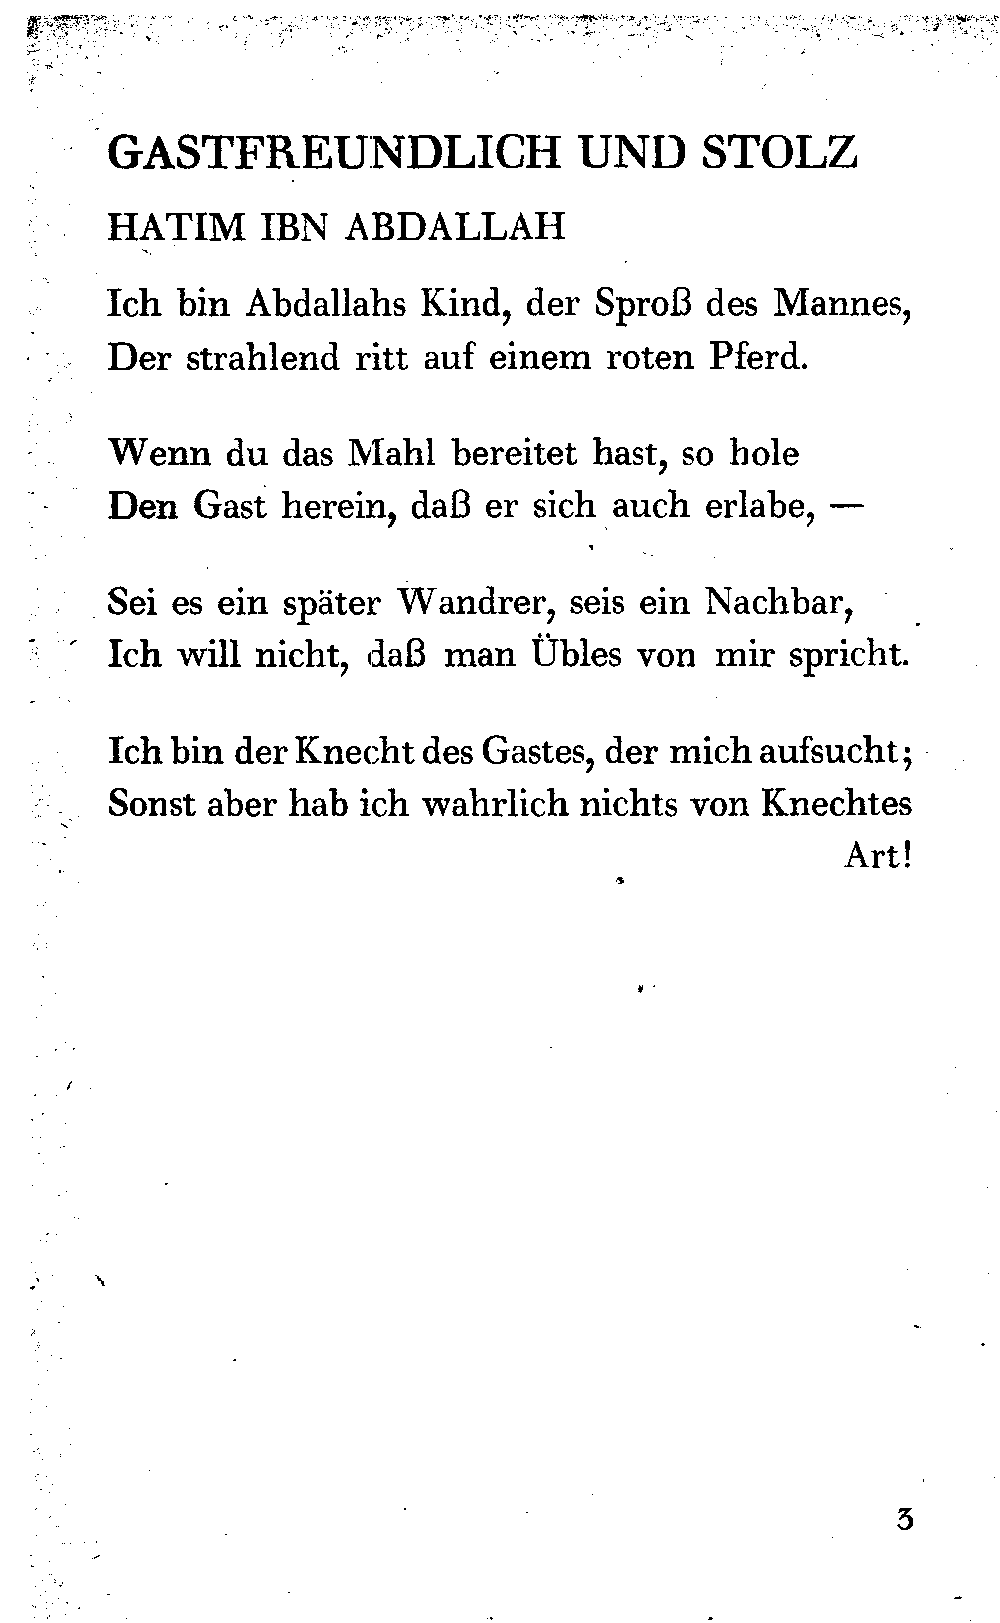 GASTFREUNDLICH UND STOLZ
HATIM IBN ABDALLAH
Ich bin Abdallahs Kind, der Sproß des Mannes,
Der strahlend ritt auf einem roten Pferd.
Wenn du das Mahl bereitet hast, so hole
Den Gast herein, daß er sich auch erlabe, —
Sei es ein später Wandrer, seis ein Nachbar,
Ich will nicht, daß man Übles von mir spricht.
Ich bin der Knecht des Gastes, der mich aufsucht;
Sonst aber hab ich wahrlich nichts von Knechtes
Art!
3